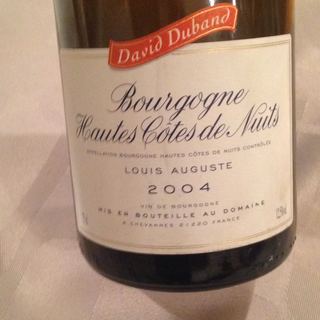 David Duband
Bourgogne
Hautes Côtes de Nuits
APPELLATION BOURGOGNE HAUTES CÔTES DE NUITS CONTRÔLÉE
LOUIS AUGUSTE
2004
VIN DE BOURGOGNE
MIS EN BOUTEILLE AU DOMAINE
A CHEVANNES 21220 FRANCE